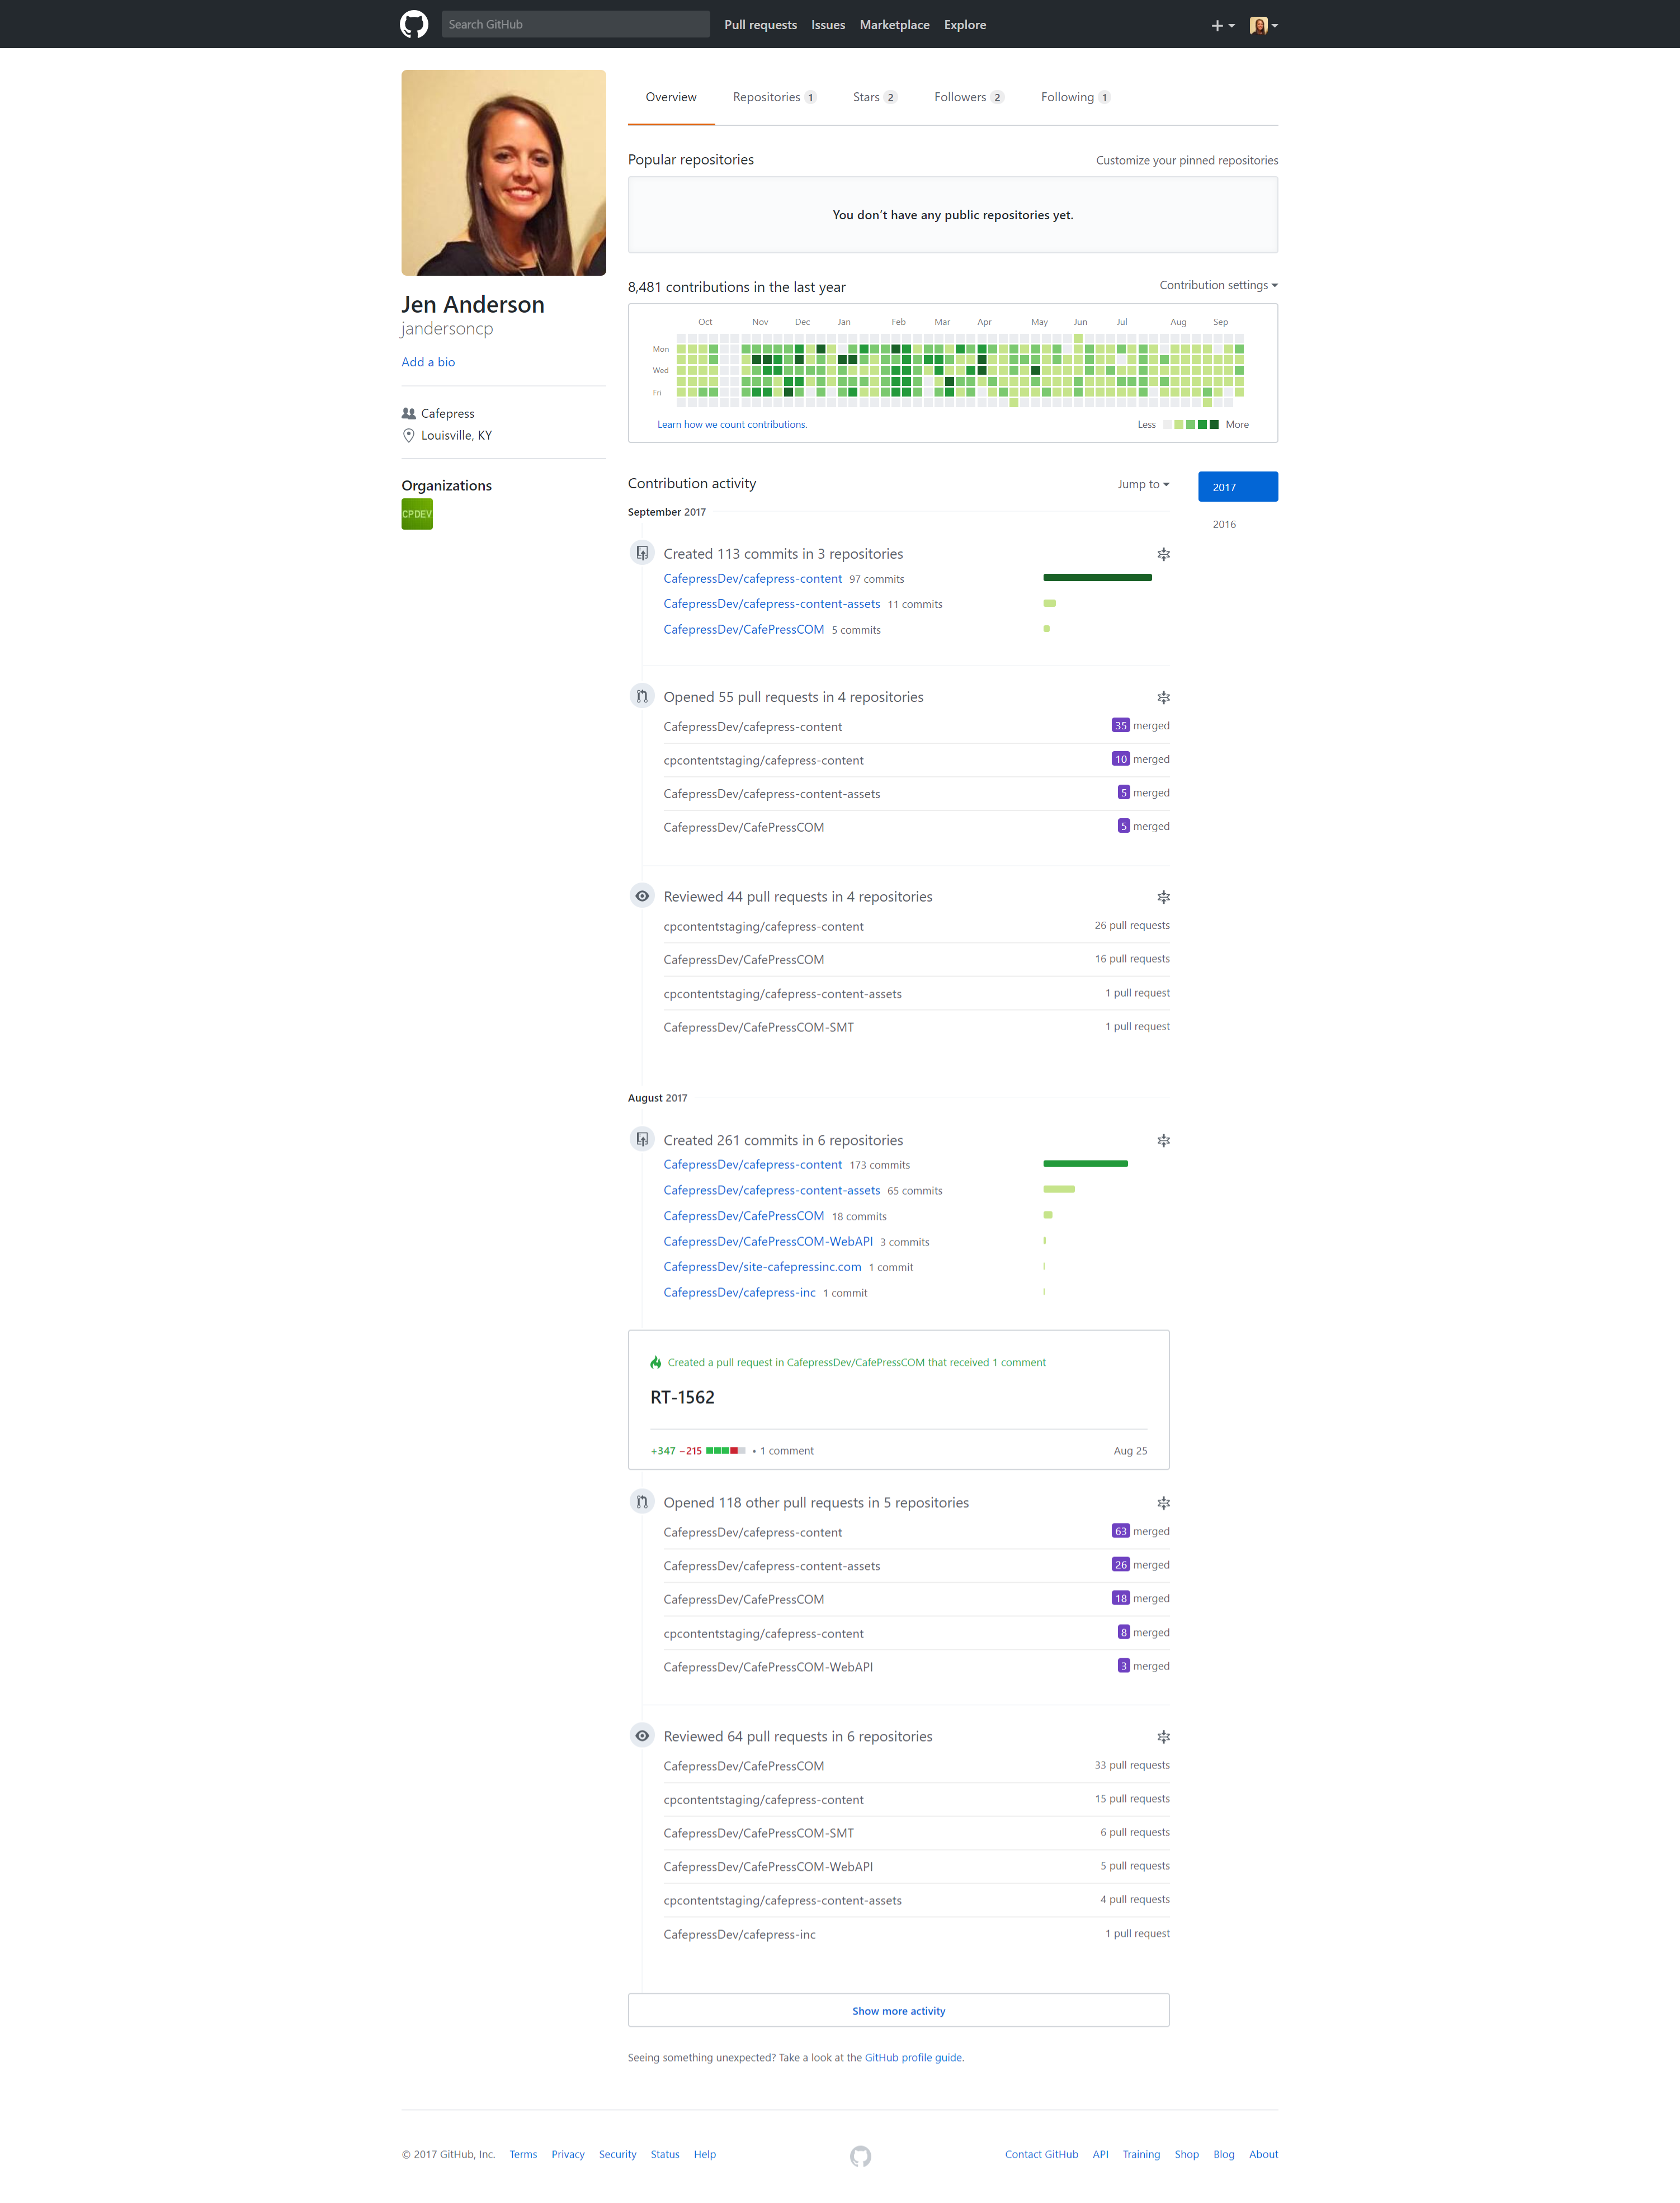 Search GitHub
Pull requests Issues Marketplace Explore
Overview Repositories 1 Stars 2 Followers 2 Following 1
Jen Anderson
jandersoncp
Add a bio
Cafepress
Louisville, KY
Organizations
CPDEV
Popular repositories Customize your pinned repositories
You don't have any public repositories yet.
8,481 contributions in the last year Contribution settings
Oct Nov Dec Jan Feb Mar Apr May Jun Jul Aug Sep
Mon
Wed
Fri
Learn how we count contributions. Less More
Contribution activity Jump to
2017
2016
September 2017
Created 113 commits in 3 repositories
CafepressDev/cafepress-content 97 commits
CafepressDev/cafepress-content-assets 11 commits
CafepressDev/CafePressCOM 5 commits
Opened 55 pull requests in 4 repositories
CafepressDev/cafepress-content 35 merged
cpcontentstaging/cafepress-content 10 merged
CafepressDev/cafepress-content-assets 5 merged
CafepressDev/CafePressCOM 5 merged
Reviewed 44 pull requests in 4 repositories
cpcontentstaging/cafepress-content 26 pull requests
CafepressDev/CafePressCOM 16 pull requests
cpcontentstaging/cafepress-content-assets 1 pull request
CafepressDev/CafePressCOM-SMT 1 pull request
August 2017
Created 261 commits in 6 repositories
CafepressDev/cafepress-content 173 commits
CafepressDev/cafepress-content-assets 65 commits
CafepressDev/CafePressCOM 18 commits
CafepressDev/CafePressCOM-WebAPI 3 commits
CafepressDev/site-cafepressinc.com 1 commit
CafepressDev/cafepress-inc 1 commit
Created a pull request in CafepressDev/CafePressCOM that received 1 comment
RT-1562
+347 −215 • 1 comment Aug 25
Opened 118 other pull requests in 5 repositories
CafepressDev/cafepress-content 63 merged
CafepressDev/cafepress-content-assets 26 merged
CafepressDev/CafePressCOM 18 merged
cpcontentstaging/cafepress-content 8 merged
CafepressDev/CafePressCOM-WebAPI 3 merged
Reviewed 64 pull requests in 6 repositories
CafepressDev/CafePressCOM 33 pull requests
cpcontentstaging/cafepress-content 15 pull requests
CafepressDev/CafePressCOM-SMT 6 pull requests
CafepressDev/CafePressCOM-WebAPI 5 pull requests
cpcontentstaging/cafepress-content-assets 4 pull requests
CafepressDev/cafepress-inc 1 pull request
Show more activity
Seeing something unexpected? Take a look at the GitHub profile guide.
© 2017 GitHub, Inc. Terms Privacy Security Status Help Contact GitHub API Training Shop Blog About